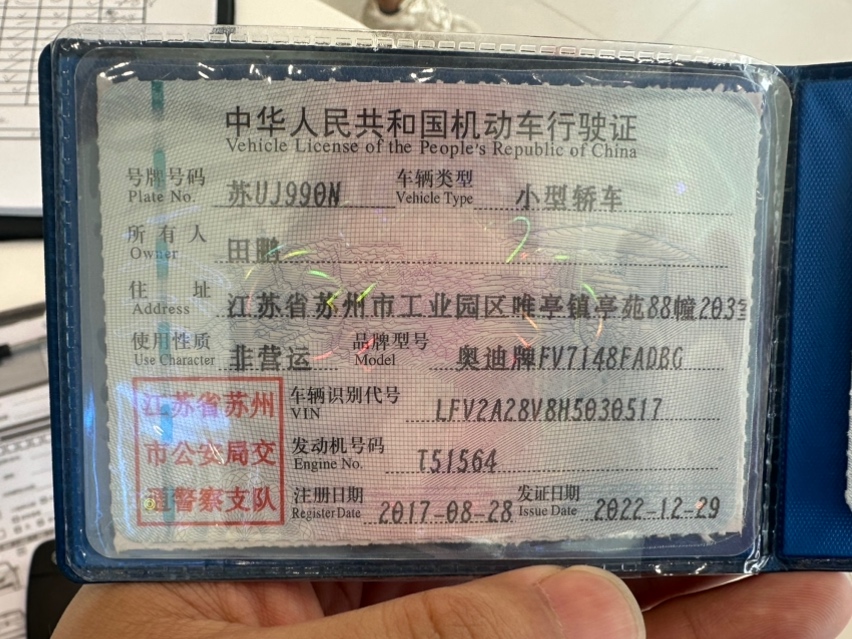 中华人民共和国机动车行驶证
Vehicle License of the People's Republic of China
号牌号码 苏UJ990N 车辆类型 小型轿车
Plate No. Vehicle Type
所有人 田鹏
Owner
住址 江苏省苏州市工业园区唯亭镇亭苑88幢203室
Address
使用性质 非营运 品牌型号 奥迪牌FV7148FADBG
Use Character Model
江苏省苏州
市公安局交
通警察支队
车辆识别代号 LFV2A28V8H5030517
VIN
发动机号码 T51564
Engine No.
注册日期 2017-08-28 发证日期 2022-12-29
Register Date Issue Date